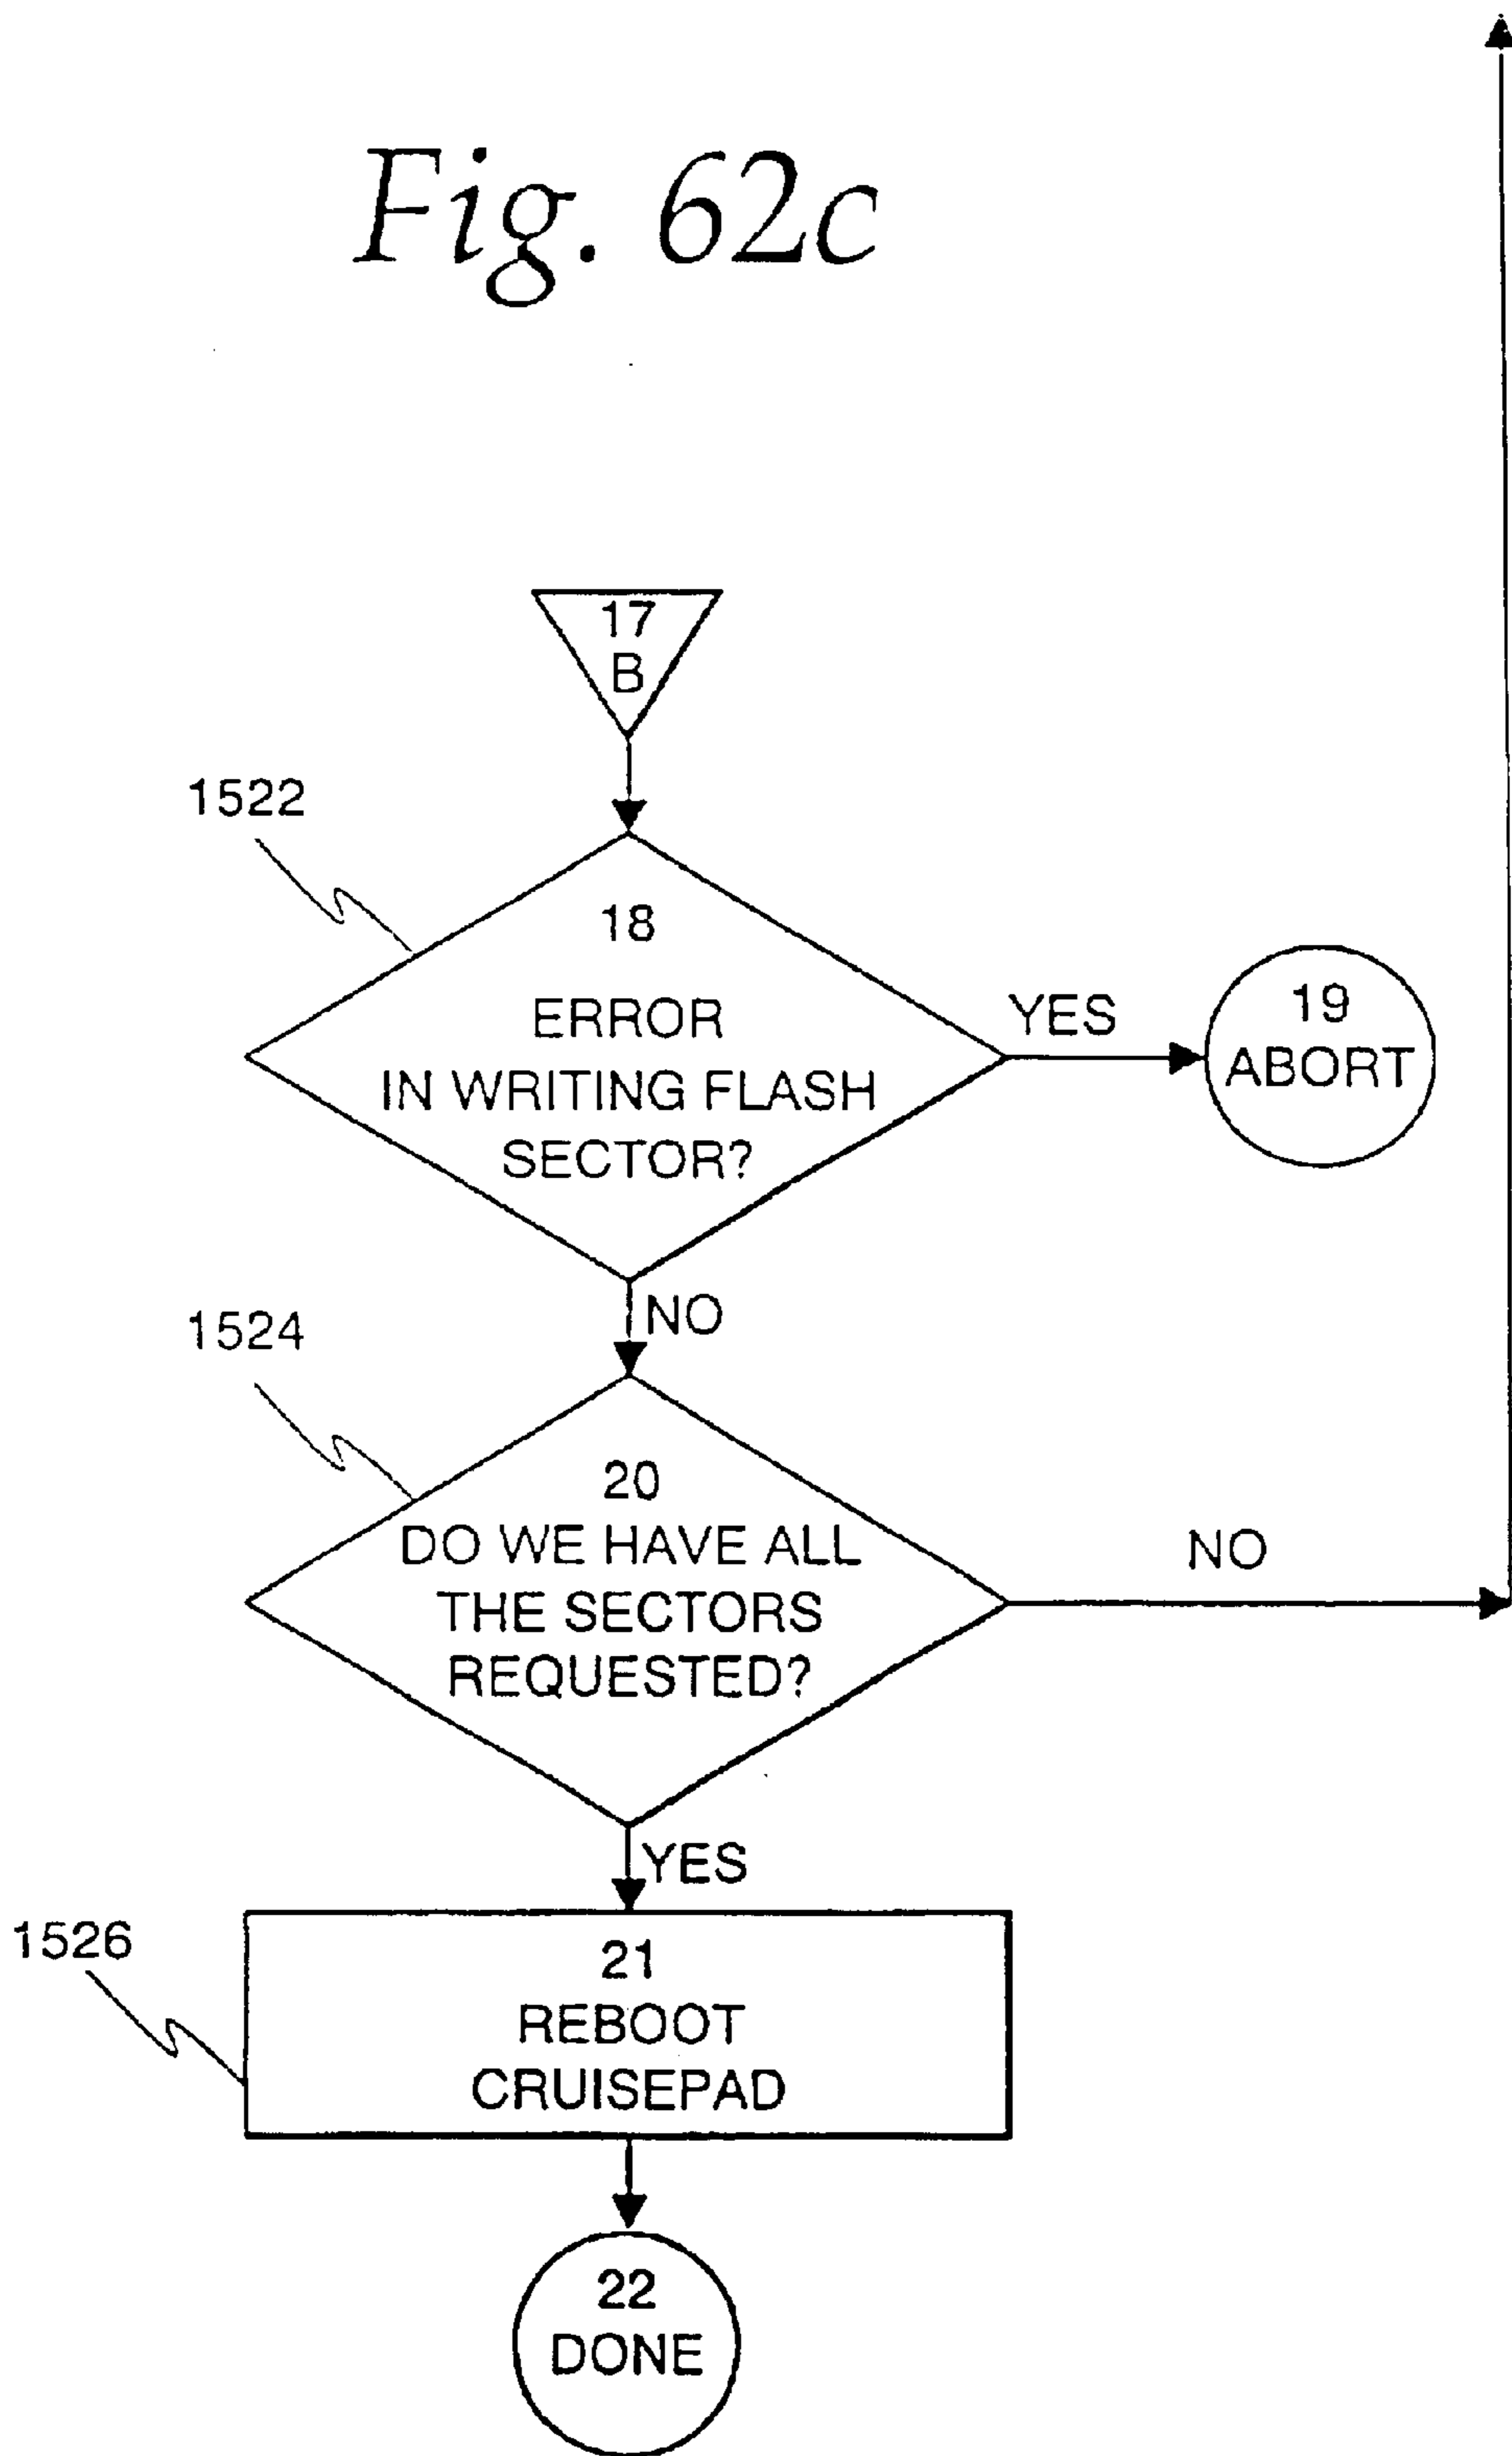 Fig. 62c
17
B
1522
18
ERROR
IN WRITING FLASH
SECTOR?
YES
19
ABORT
NO
1524
20
DO WE HAVE ALL
THE SECTORS
REQUESTED?
NO
YES
1526
21
REBOOT
CRUISEPAD
22
DONE